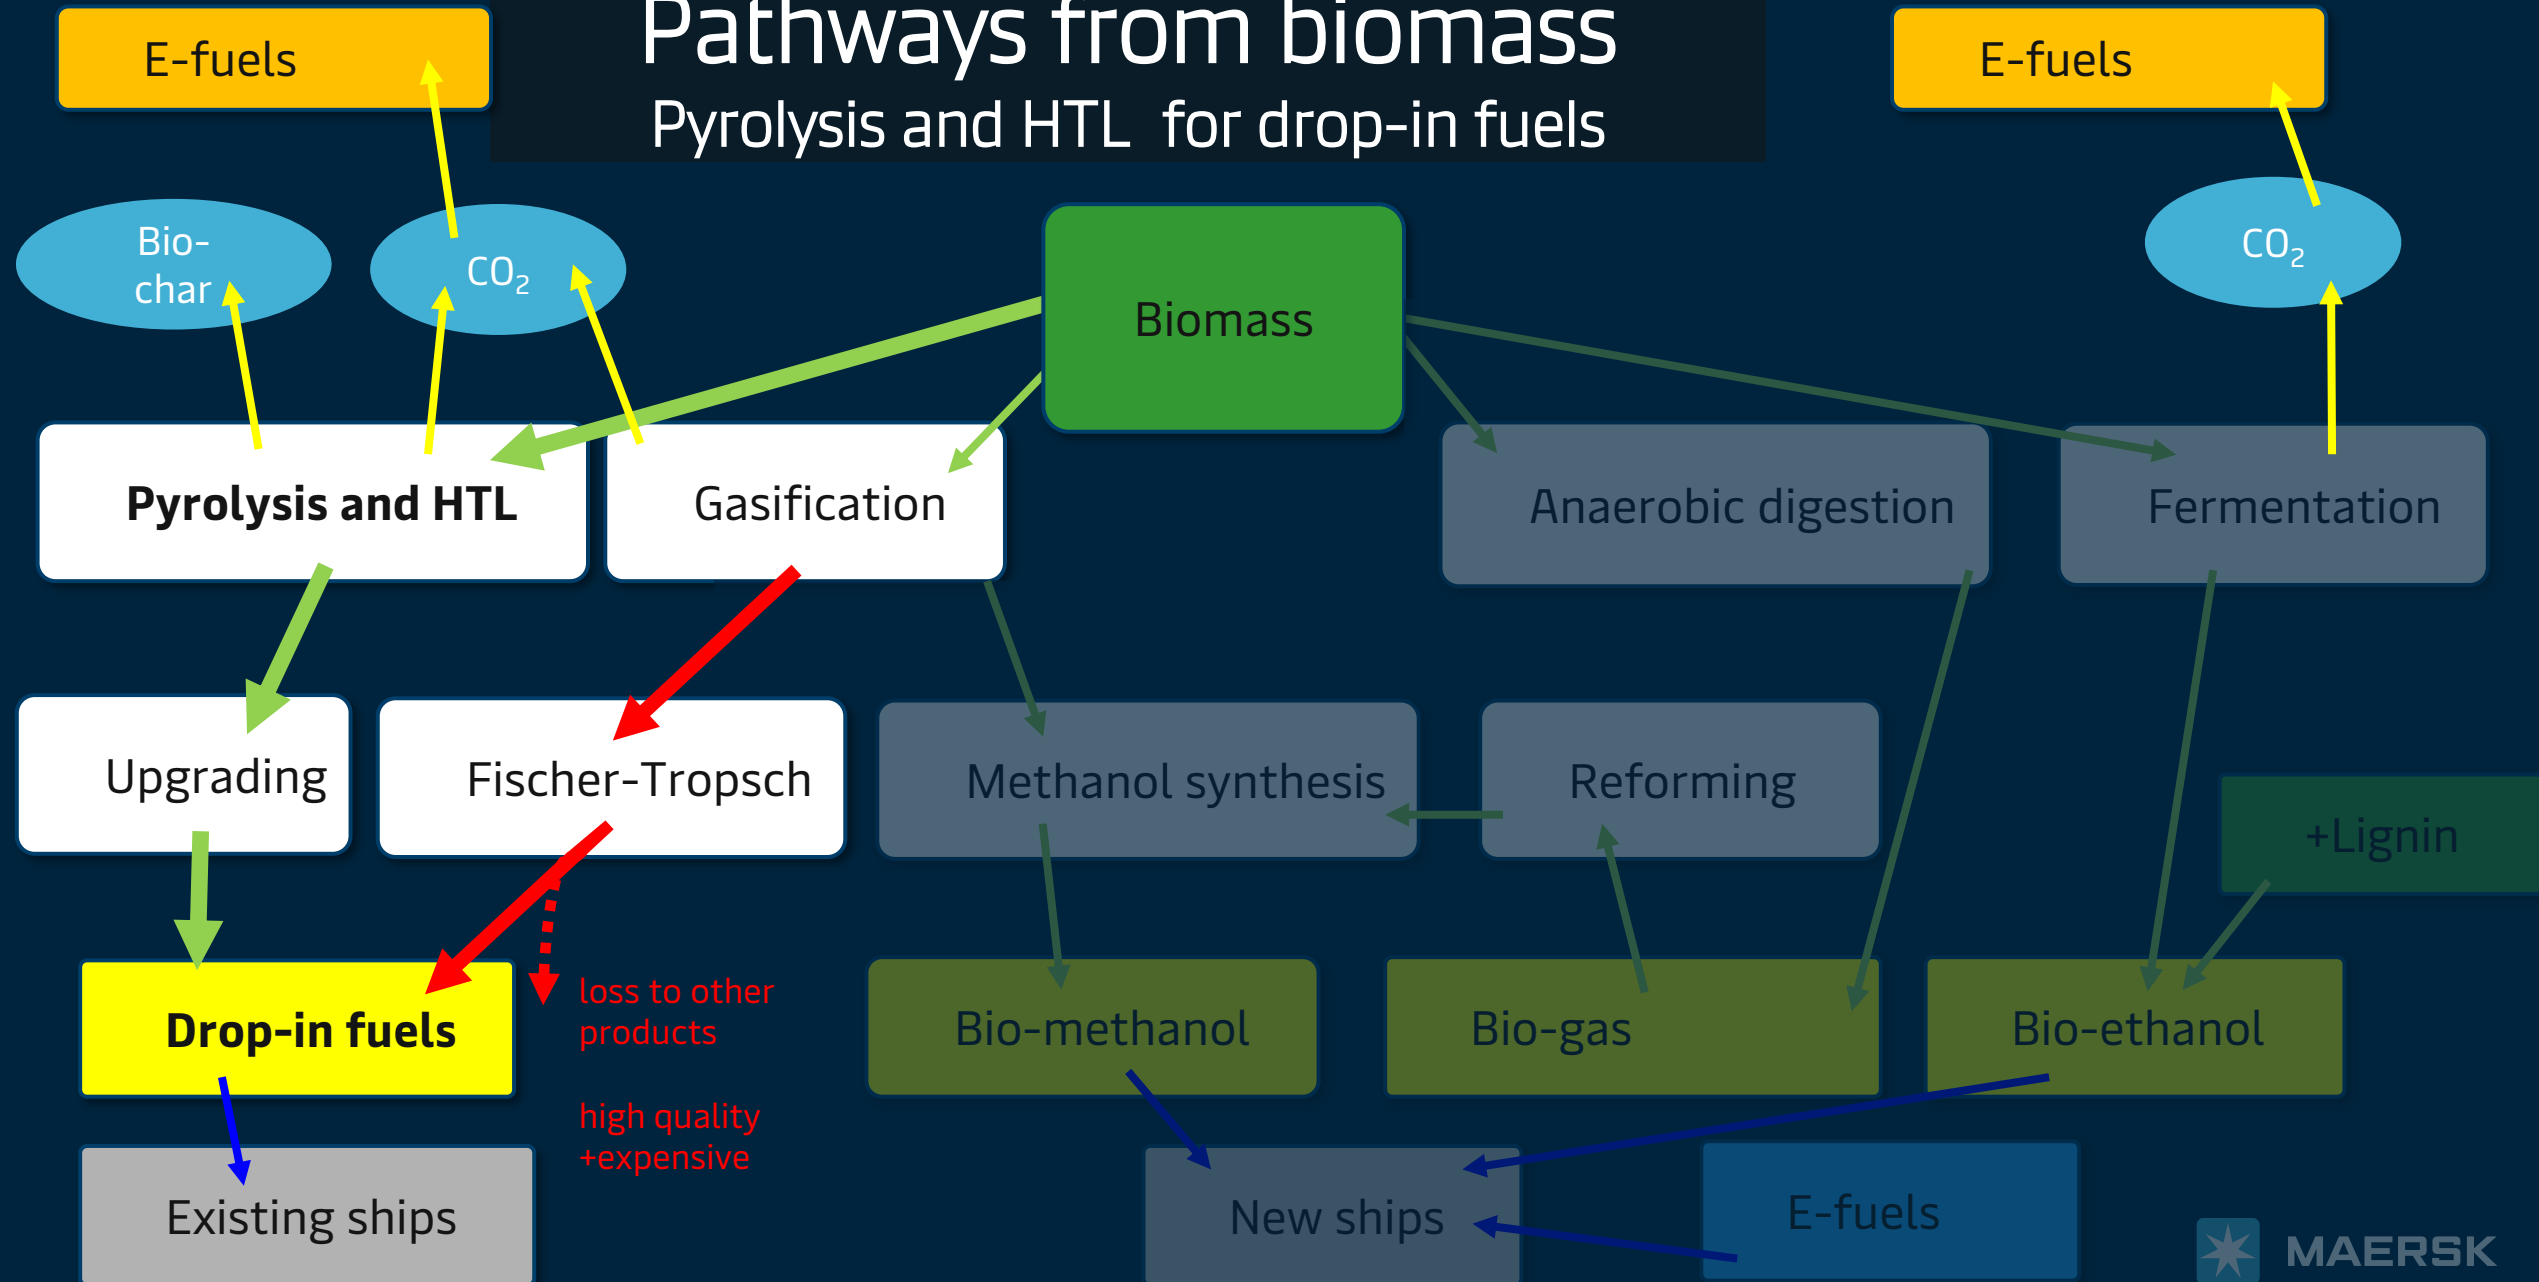 Pathways from biomass
Pyrolysis and HTL for drop-in fuels
E-fuels
E-fuels
Bio-
char
CO₂
CO₂
Biomass
Pyrolysis and HTL
Gasification
Anaerobic digestion
Fermentation
Upgrading
Fischer-Tropsch
Methanol synthesis
Reforming
+Lignin
Drop-in fuels
loss to other
products
high quality
+expensive
Bio-methanol
Bio-gas
Bio-ethanol
Existing ships
New ships
E-fuels
MAERSK